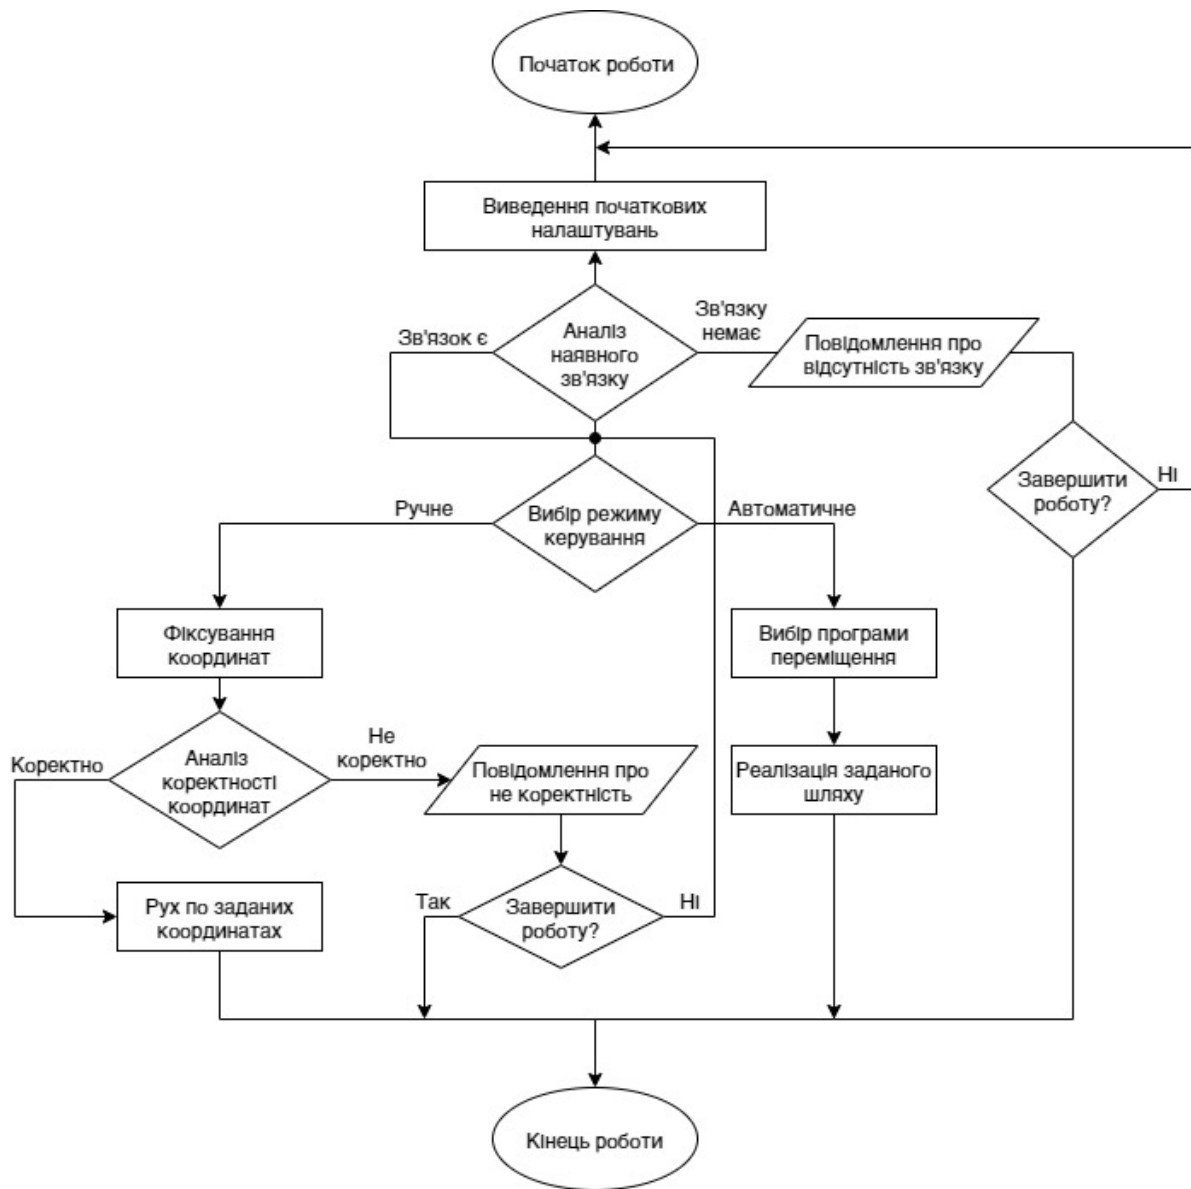 Початок роботи
Виведення початкових
налаштувань
Зв'язок є
Аналіз
наявного
зв'язку
Зв'язку
немає
Повідомлення про
відсутність зв'язку
Завершити
роботу?
Ні
Ручне
Вибір режиму
керування
Автоматичне
Фіксування
координат
Вибір програми
переміщення
Коректно
Аналіз
коректності
координат
Не
коректно
Повідомлення про
не коректність
Реалізація заданого
шляху
Рух по заданих
координатах
Так
Завершити
роботу?
Ні
Кінець роботи